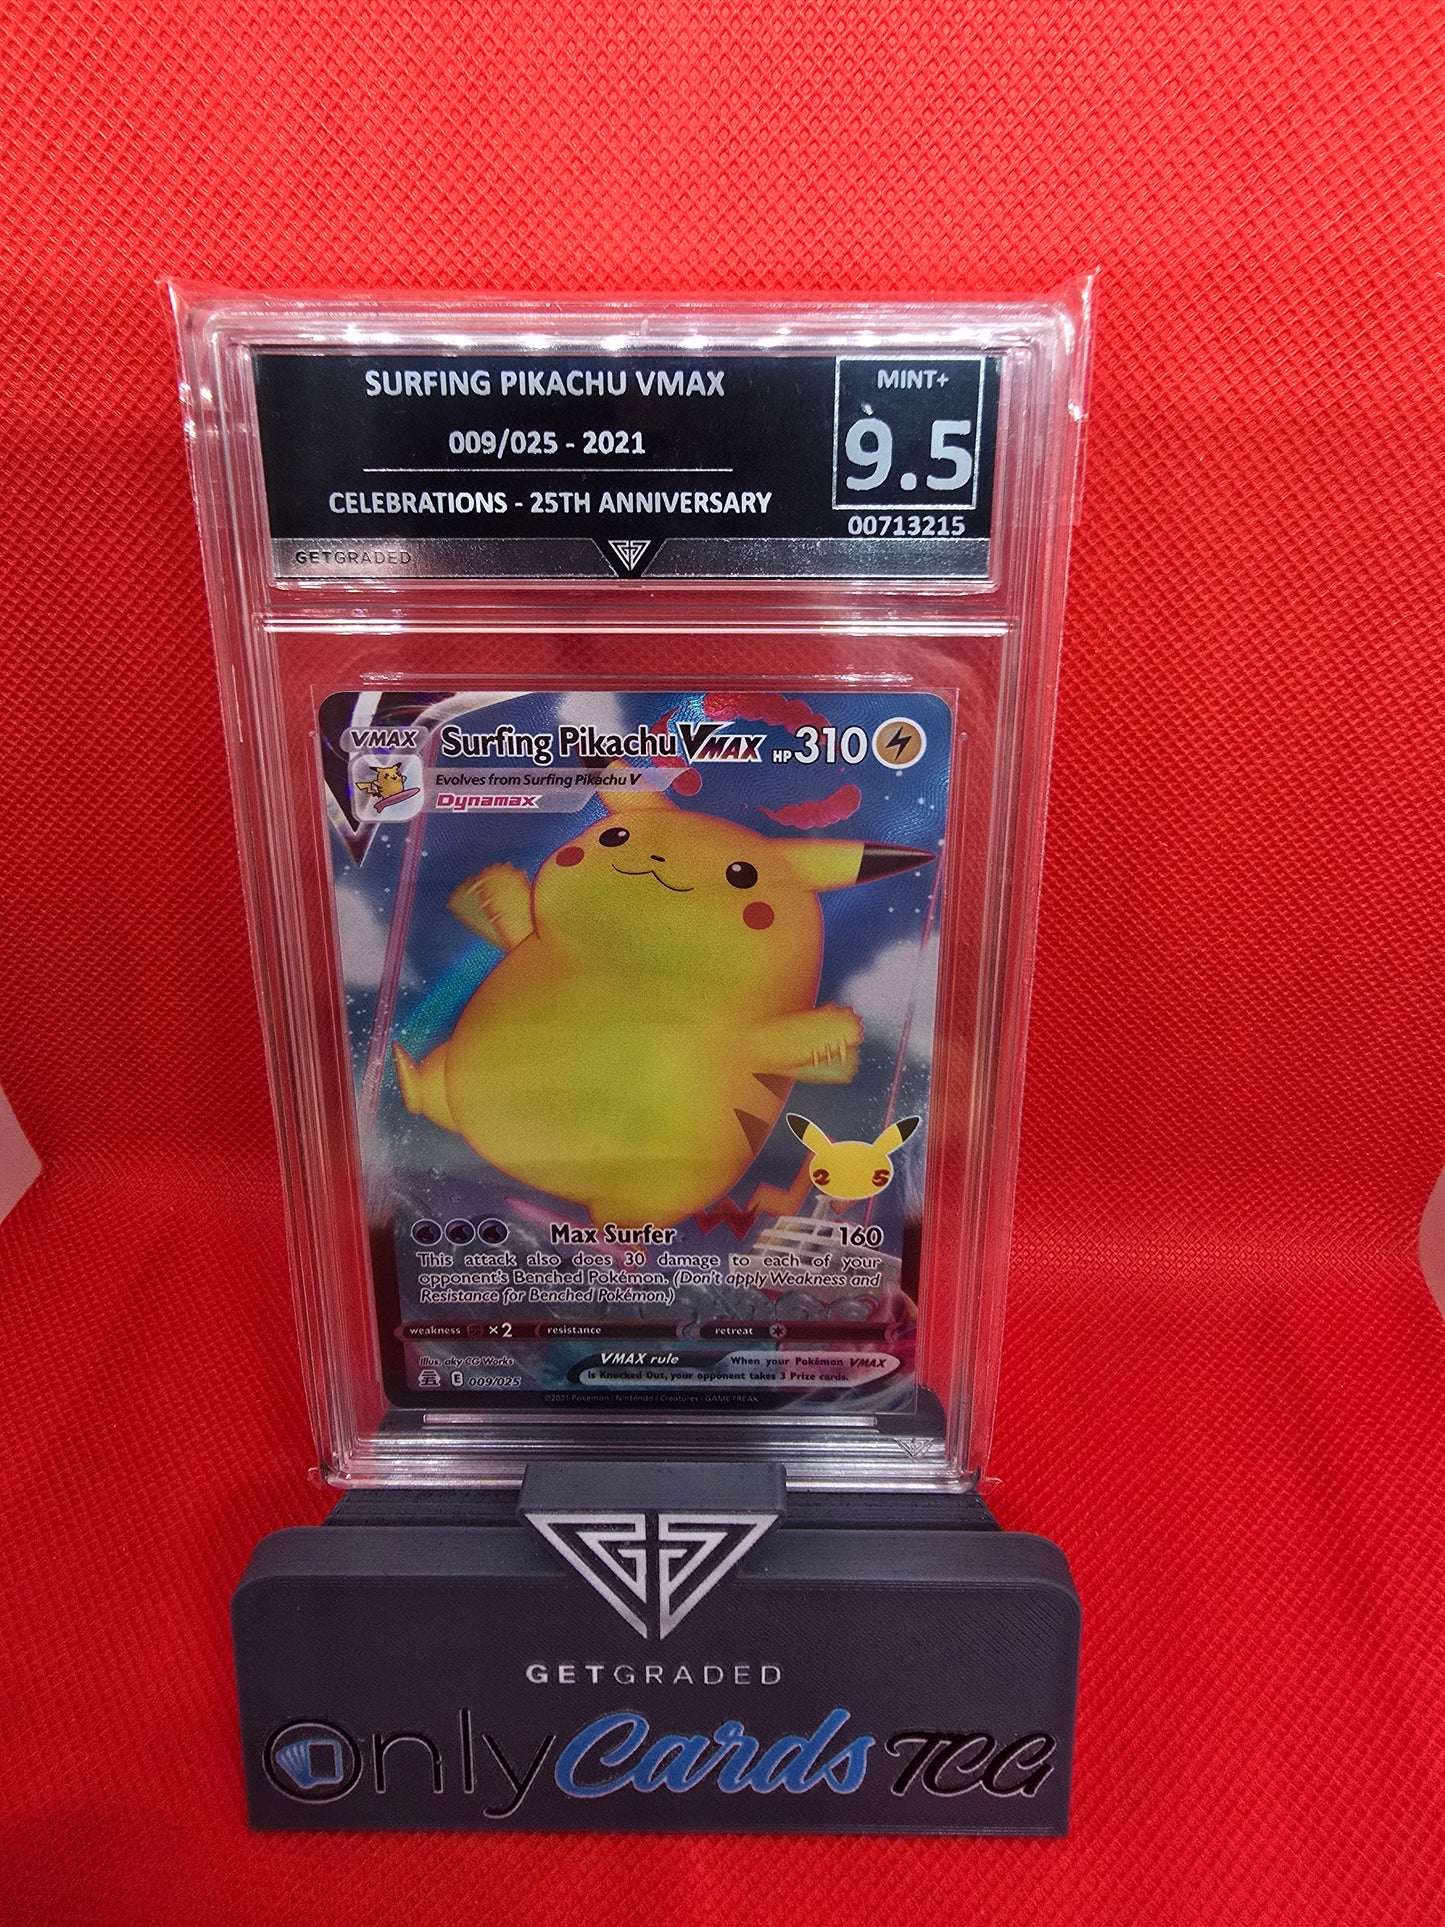 SURFING PIKACHU VMAX
MINT+
009/025 - 2021
9.5
CELEBRATIONS - 25TH ANNIVERSARY
00713215
GETGRADED
VMAX Surfing Pikachu VMAX HP 310
Evolves from Surfing Pikachu V
Dynamax
25
Max Surfer 160
This attack also does 30 damage to each of your
opponent's Benched Pokémon. (Don't apply Weakness and
Resistance for Benched Pokémon.)
weakness ×2 resistance retreat
Illus. aky CG Works
VMAX rule When your Pokémon VMAX
is Knocked Out, your opponent takes 3 Prize cards.
E 009/025
©2021 Pokémon / Nintendo / Creatures / GAME FREAK
GETGRADED
OnlyCards TCG